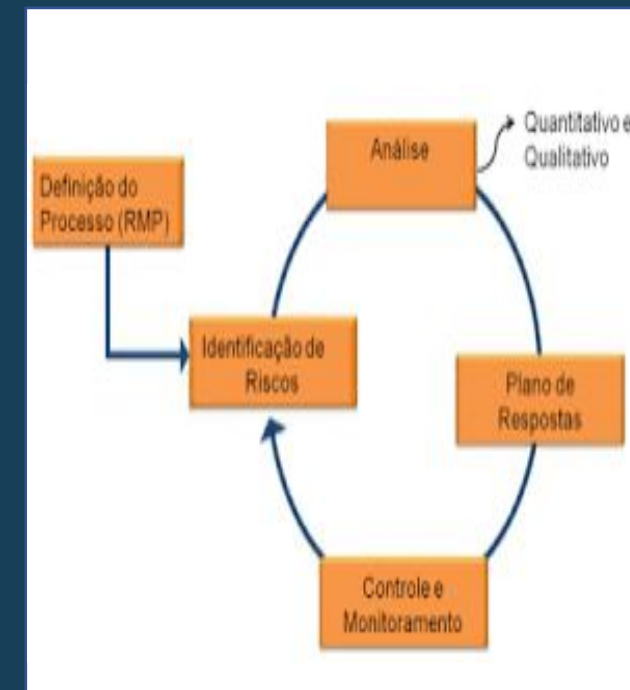 Definição do
Processo (RMP)
Análise
Quantitativo e
Qualitativo
Identificação de
Riscos
Plano de
Respostas
Controle e
Monitoramento